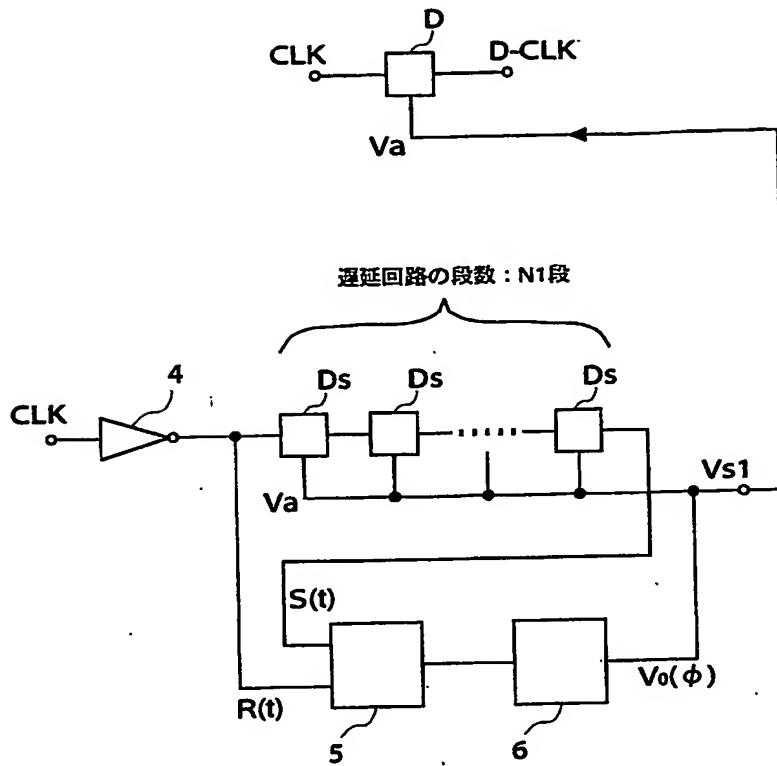 D
CLK
D-CLK
Va
遅延回路の段数：N1段
4
Ds
Ds
Ds
CLK
Va
Vs1
S(t)
R(t)
V₀(φ)
5
6